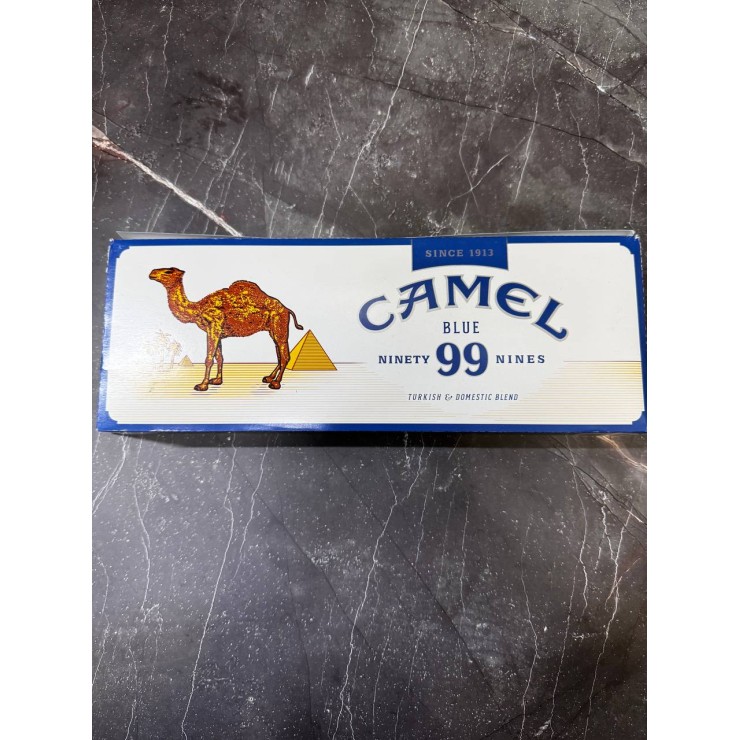 SINCE 1913
CAMEL
BLUE
NINETY 99 NINES
TURKISH & DOMESTIC BLEND